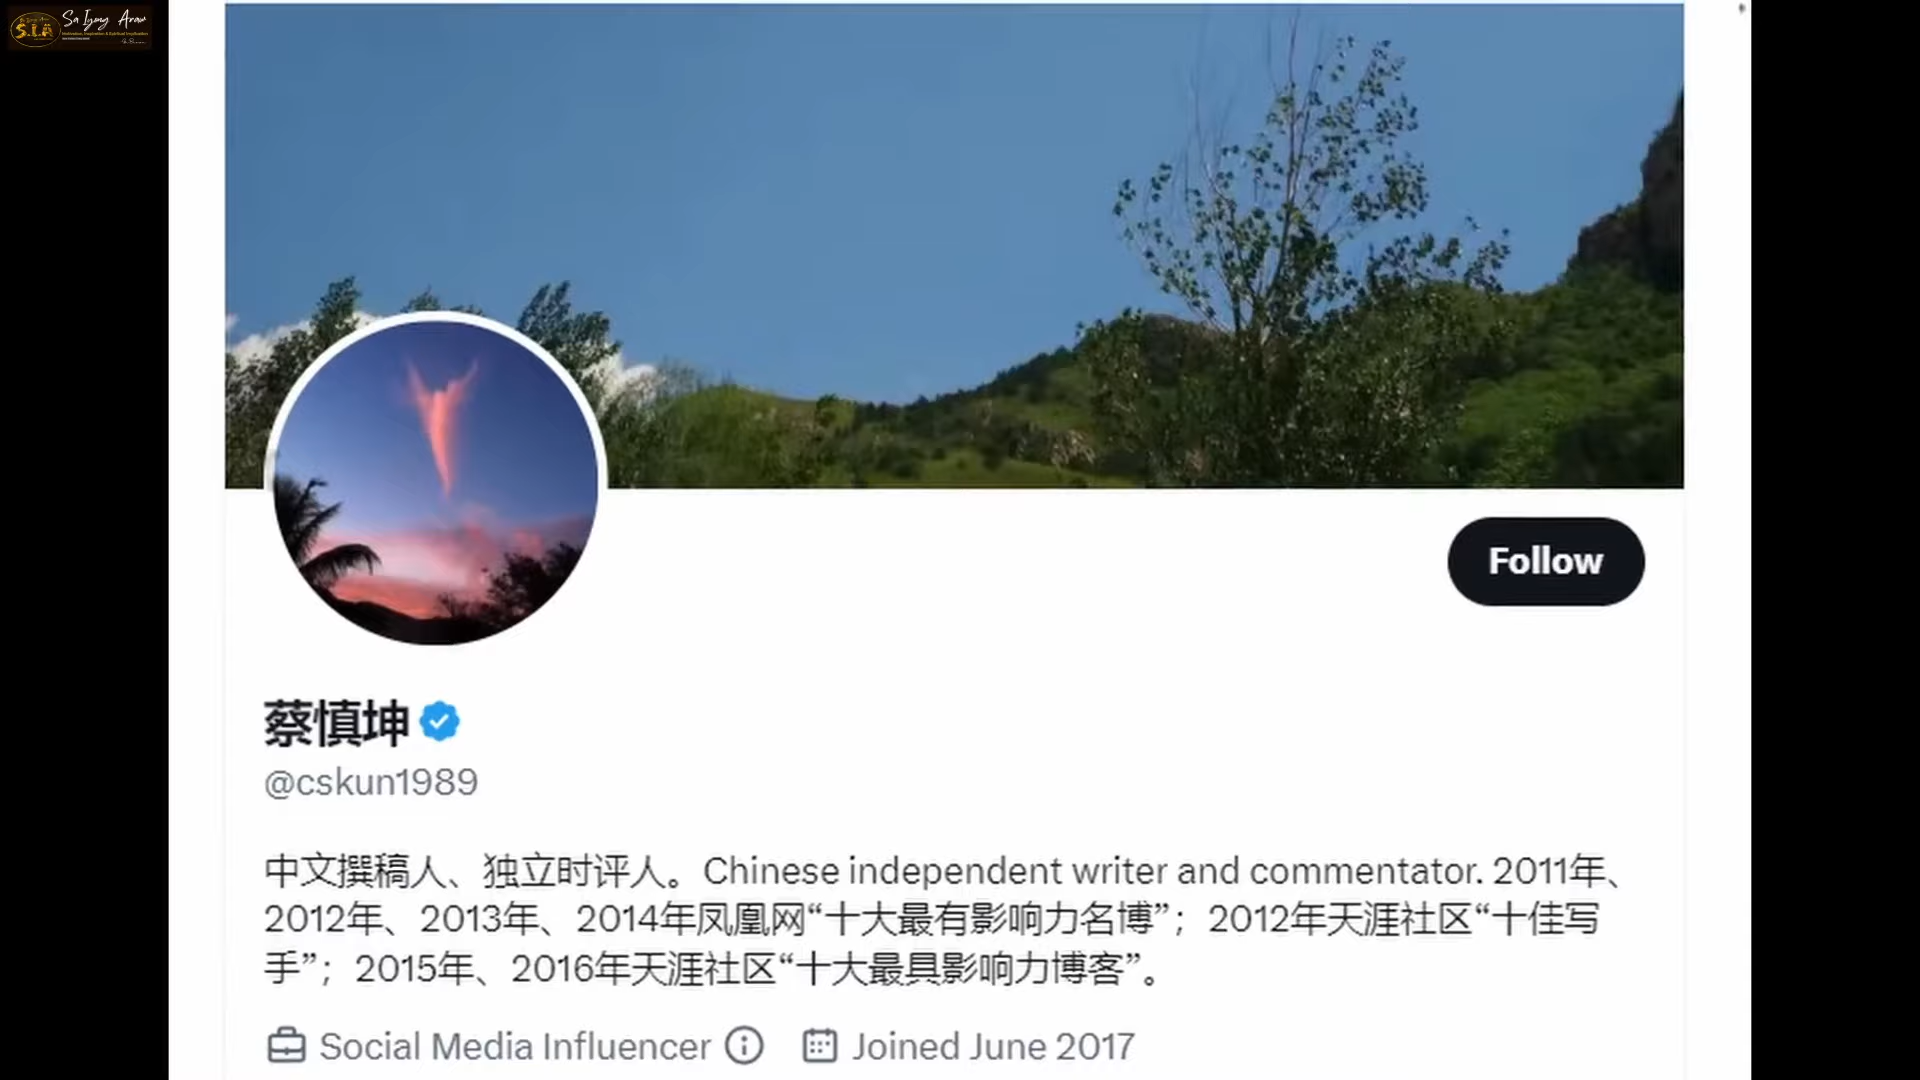 Sa Iyong Araw
S.I.A
Follow
蔡慎坤
@cskun1989
中文撰稿人、独立时评人。Chinese independent writer and commentator. 2011年、
2012年、2013年、2014年凤凰网“十大最有影响力名博”；2012年天涯社区“十佳写
手”；2015年、2016年天涯社区“十大最具影响力博客”。
Social Media Influencer
Joined June 2017